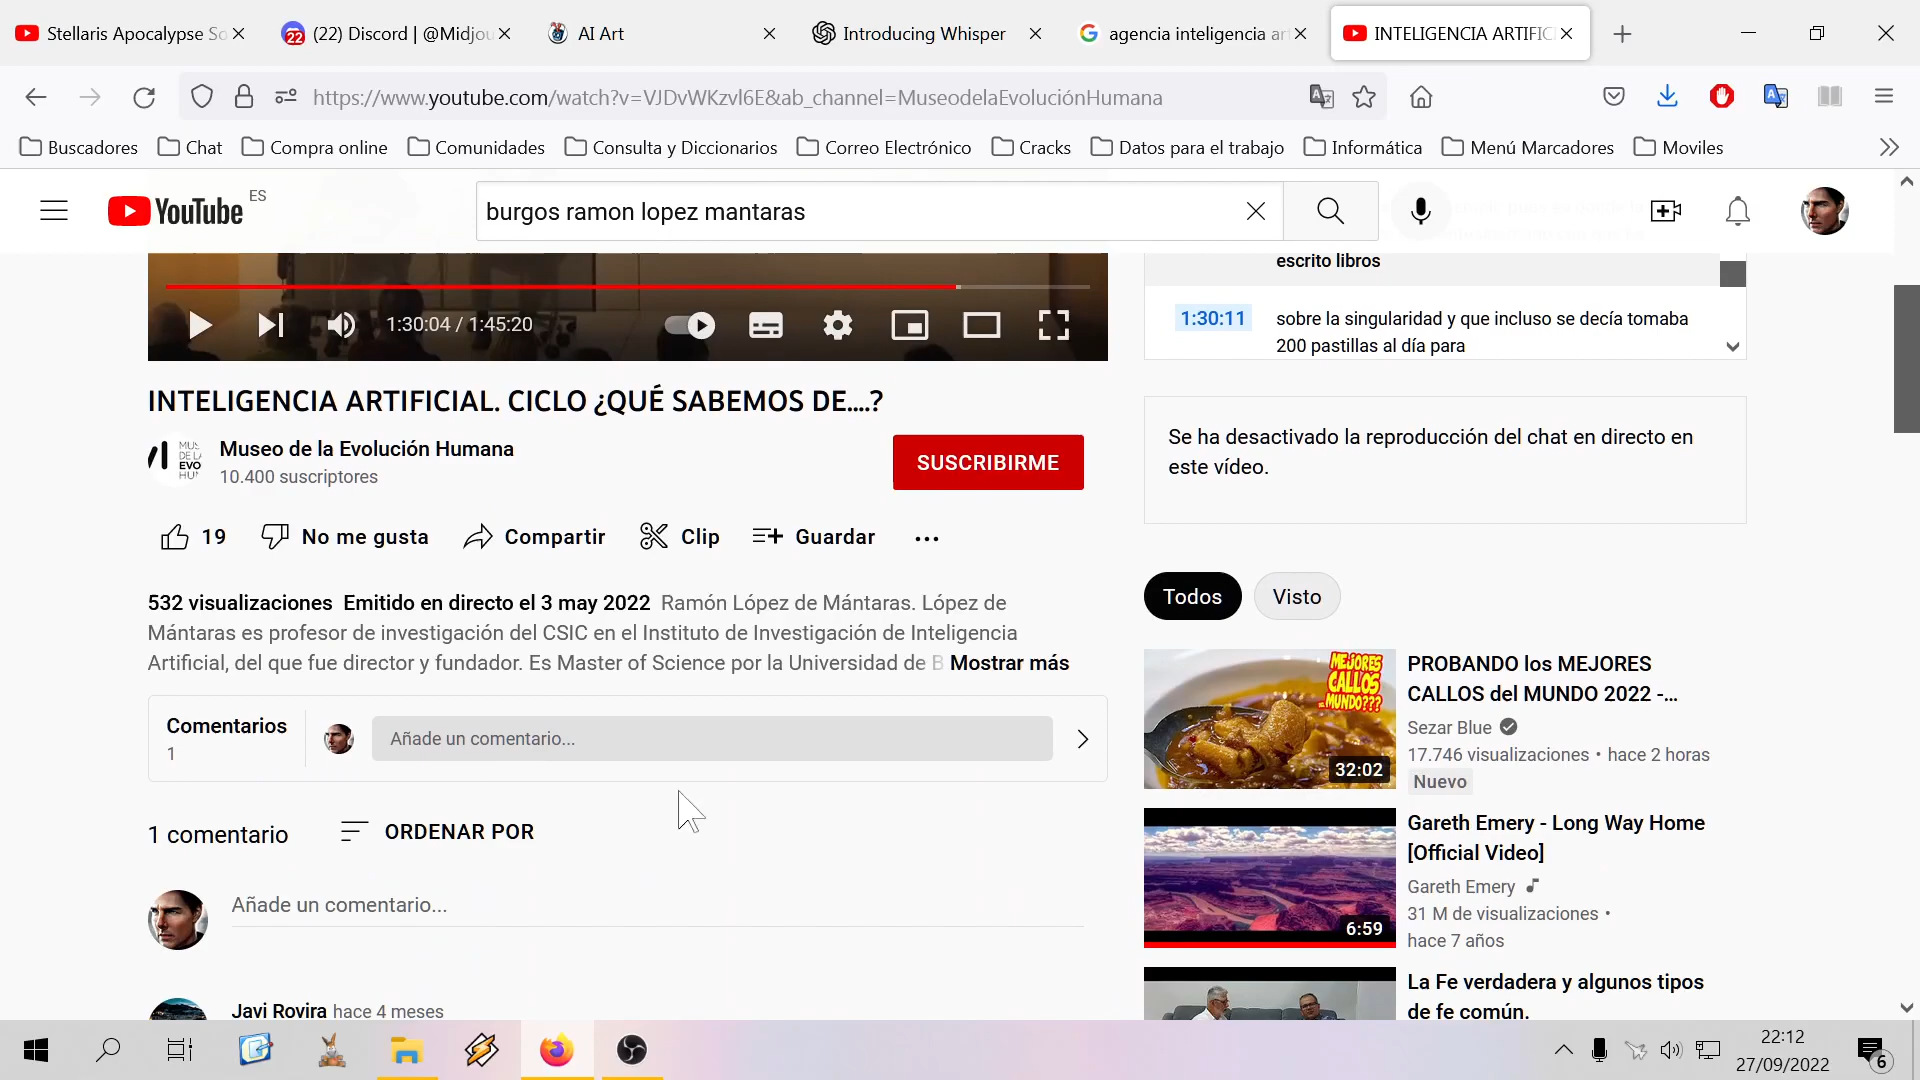 Stellaris Apocalypse So
(22) Discord | @Midjou
AI Art
Introducing Whisper
agencia inteligencia ar
INTELIGENCIA ARTIFIC
https://www.youtube.com/watch?v=VJDvWKzvl6E&ab_channel=MuseodelaEvoluciónHumana
Buscadores
Chat
Compra online
Comunidades
Consulta y Diccionarios
Correo Electrónico
Cracks
Datos para el trabajo
Informática
Menú Marcadores
Moviles
YouTube ES
burgos ramon lopez mantaras
escrito libros
1:30:11
sobre la singularidad y que incluso se decía tomaba
200 pastillas al día para
1:30:04 / 1:45:20
INTELIGENCIA ARTIFICIAL. CICLO ¿QUÉ SABEMOS DE....?
Museo de la Evolución Humana
10.400 suscriptores
SUSCRIBIRME
Se ha desactivado la reproducción del chat en directo en
este vídeo.
19
No me gusta
Compartir
Clip
Guardar
532 visualizaciones Emitido en directo el 3 may 2022 Ramón López de Mántaras. López de
Mántaras es profesor de investigación del CSIC en el Instituto de Investigación de Inteligencia
Artificial, del que fue director y fundador. Es Master of Science por la Universidad de B Mostrar más
Comentarios
1
Añade un comentario...
1 comentario
ORDENAR POR
Añade un comentario...
Javi Rovira hace 4 meses
Todos
Visto
MEJORES
CALLOS
MUNDO???
32:02
PROBANDO los MEJORES
CALLOS del MUNDO 2022 -...
Sezar Blue
17.746 visualizaciones • hace 2 horas
Nuevo
6:59
Gareth Emery - Long Way Home
[Official Video]
Gareth Emery
31 M de visualizaciones •
hace 7 años
La Fe verdadera y algunos tipos
de fe común.
22:12
27/09/2022
6